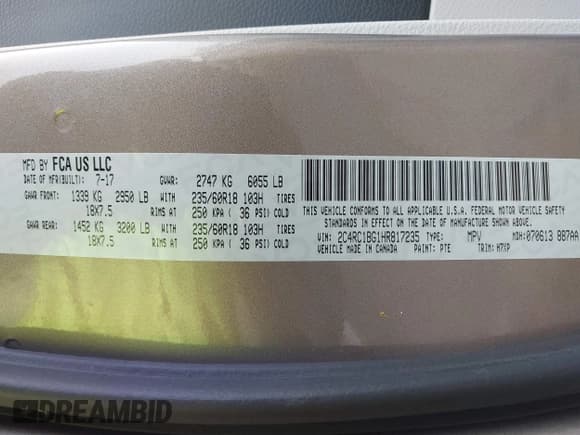 MFD BY FCA US LLC
DATE OF MFR(BUILT): 7-17 GVWR: 2747 KG 6055 LB
GAWR FRONT: 1339 KG 2950 LB WITH 235/60R18 103H TIRES
18X7.5 RIMS AT 250 KPA ( 36 PSI) COLD
GAWR REAR: 1452 KG 3200 LB WITH 235/60R18 103H TIRES
18X7.5 RIMS AT 250 KPA ( 36 PSI) COLD
THIS VEHICLE CONFORMS TO ALL APPLICABLE U.S.A. FEDERAL MOTOR VEHICLE SAFETY
STANDARDS IN EFFECT ON THE DATE OF MANUFACTURE SHOWN ABOVE.
VIN: 2C4RC1BG1HR817235 TYPE: MPV MDH: 070613 887AA
VEHICLE MADE IN CANADA PAINT: PTE TRIM: H7XP
DREAMBID